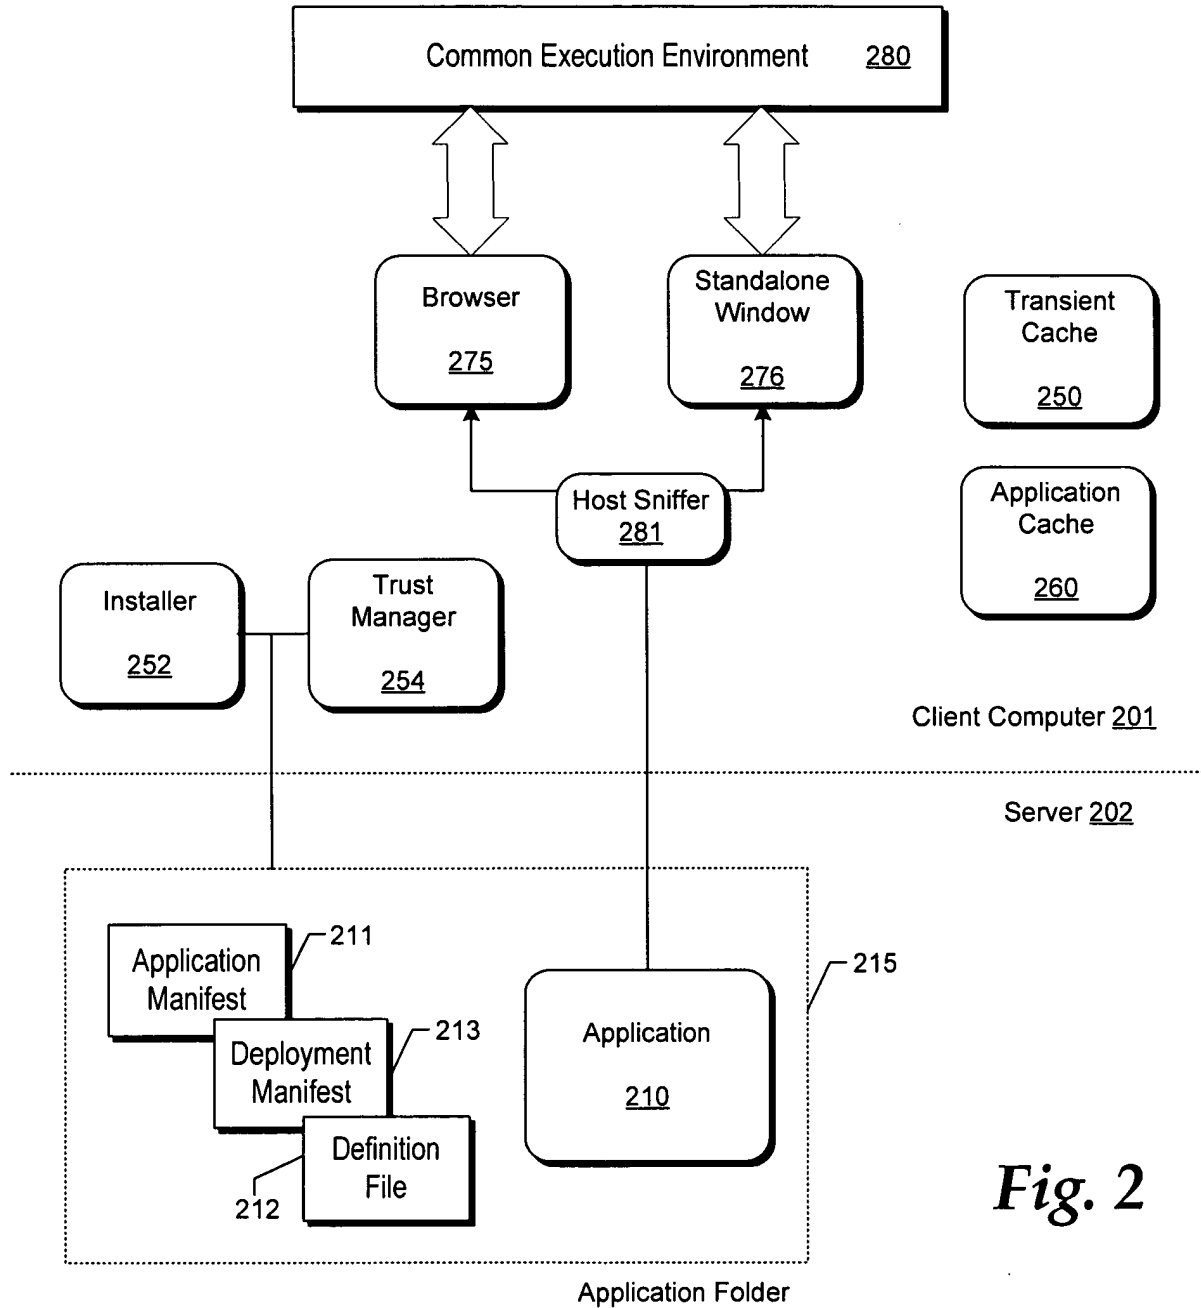 Common Execution Environment 280
Browser
275
Standalone
Window
276
Transient
Cache
250
Host Sniffer
281
Application
Cache
260
Installer
252
Trust
Manager
254
Client Computer 201
Server 202
Application
Manifest
211
Deployment
Manifest
213
Definition
File
212
Application
210
215
Fig. 2
Application Folder